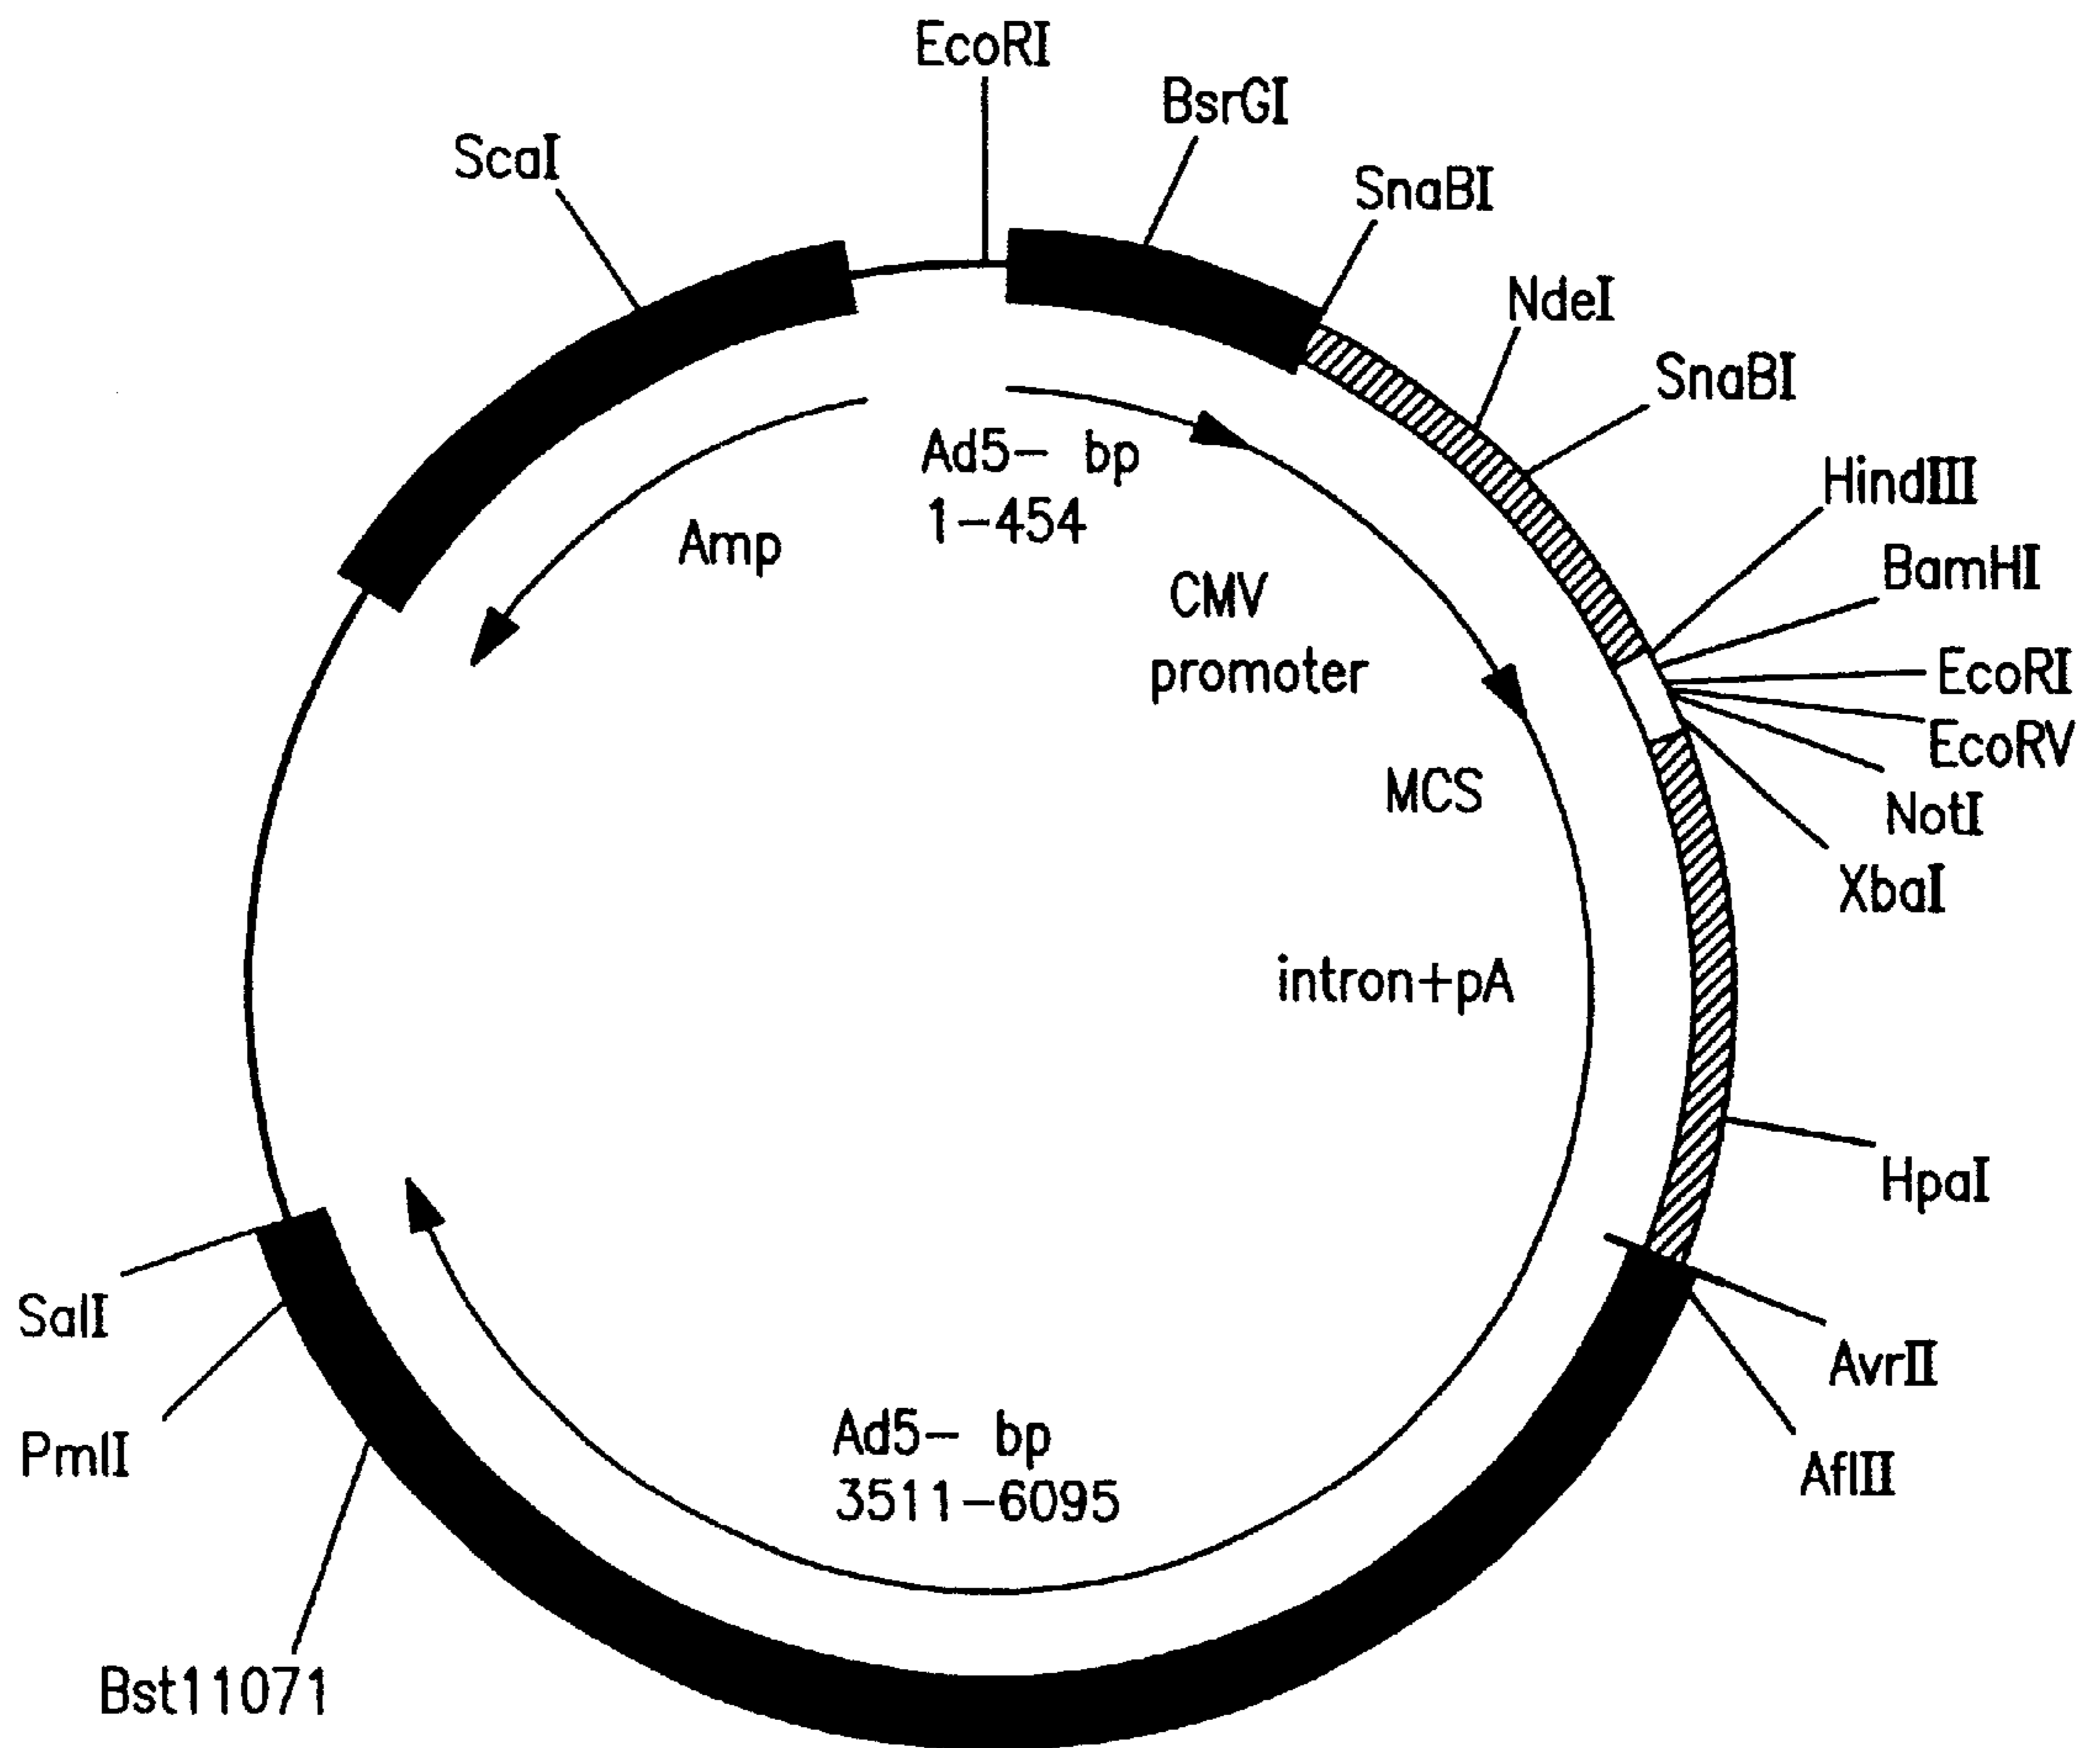 EcoRI
BsrGI
ScaI
SnaBI
NdeI
SnaBI
HindIII
BamHI
EcoRI
EcoRV
NotI
XbaI
Ad5- bp
1-454
Amp
CMV
promoter
MCS
intron+pA
HpaI
AvrII
AflII
SalI
PmlI
Bst11071
Ad5- bp
3511-6095